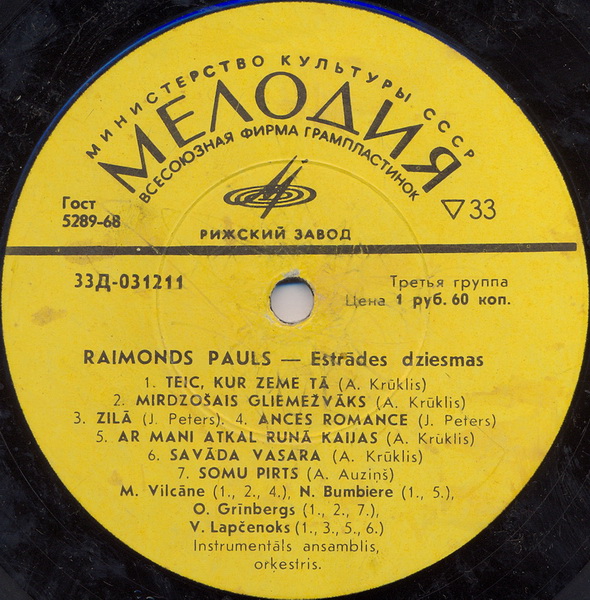 МИНИСТЕРСТВО КУЛЬТУРЫ СССР
МЕЛОДИЯ
ВСЕСОЮЗНАЯ ФИРМА ГРАМПЛАСТИНОК
Гост
5289-68
▽33
РИЖСКИЙ ЗАВОД
33Д-031211
Третья группа
Цена 1 руб. 60 коп.
RAIMONDS PAULS — Estrādes dziesmas
1. TEIC, KUR ZEME TĀ (A. Krūklis)
2. MIRDZOŠAIS GLIEMEŽVĀKS (A. Krūklis)
3. ZILĀ (J. Peters). 4. ANCES ROMANCE (J. Peters)
5. AR MANI ATKAL RUNĀ KAIJAS (A. Krūklis)
6. SAVĀDA VASARA (A. Krūklis)
7. SOMU PIRTS (A. Auziņš)
M. Vilcāne (1., 2., 4.), N. Bumbiere (1., 5.),
O. Grīnbergs (1., 2., 7.),
V. Lapčenoks (1., 3., 5., 6.)
Instrumentāls ansamblis,
orķestris.